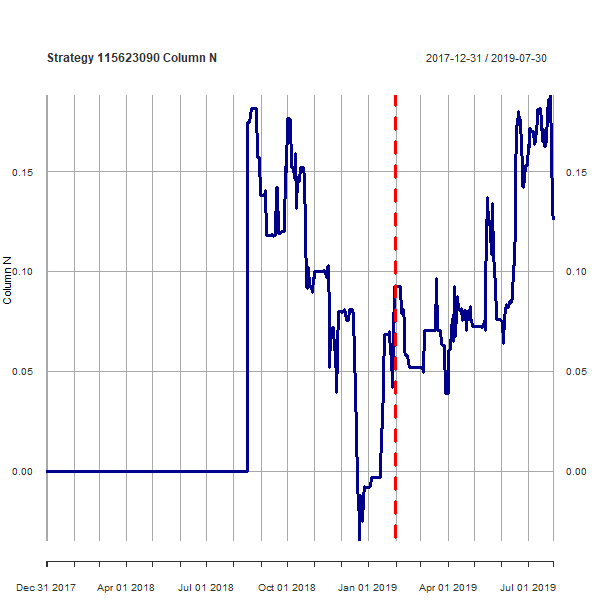 Strategy 115623090 Column N
2017-12-31 / 2019-07-30
0.15
0.15
0.10
0.10
Column N
0.05
0.05
0.00
0.00
Dec 31 2017
Apr 01 2018
Jul 01 2018
Oct 01 2018
Jan 01 2019
Apr 01 2019
Jul 01 2019